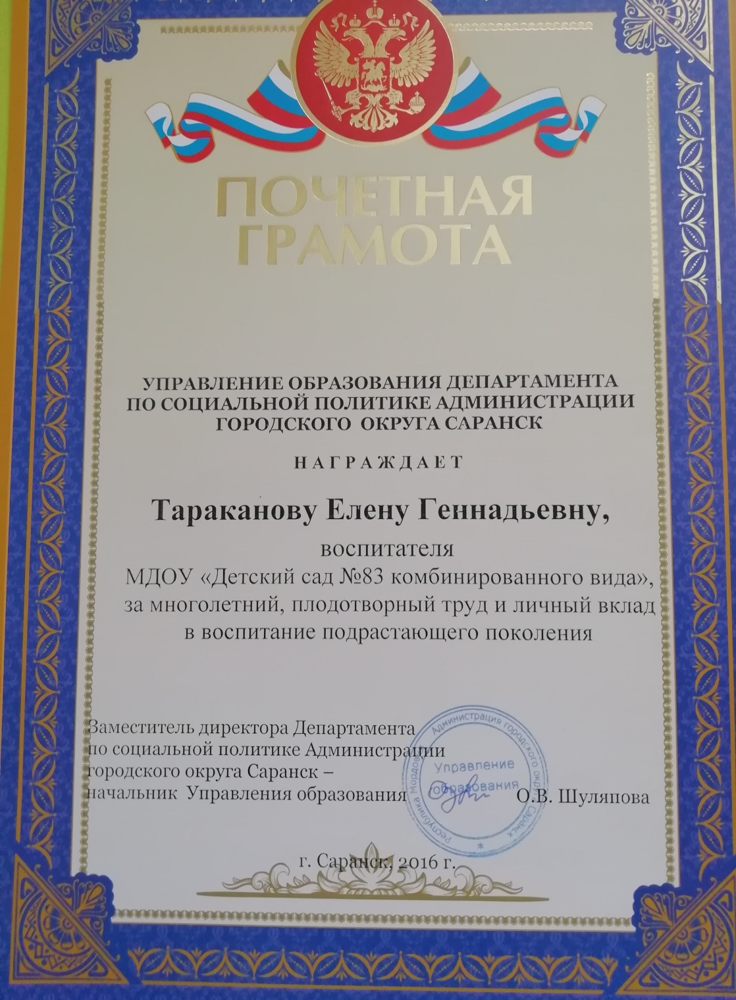 ПОЧЕТНАЯ
ГРАМОТА
УПРАВЛЕНИЕ ОБРАЗОВАНИЯ ДЕПАРТАМЕНТА
ПО СОЦИАЛЬНОЙ ПОЛИТИКЕ АДМИНИСТРАЦИИ
ГОРОДСКОГО ОКРУГА САРАНСК
НАГРАЖДАЕТ
Тараканову Елену Геннадьевну,
воспитателя
МДОУ «Детский сад №83 комбинированного вида»,
за многолетний, плодотворный труд и личный вклад
в воспитание подрастающего поколения
Заместитель директора Департамента
по социальной политике Администрации
городского округа Саранск –
начальник Управления образования
О.В. Шуляпова
Администрация городского округа Саранск
Республика Мордовия
Управление
образования
г. Саранск, 2016 г.